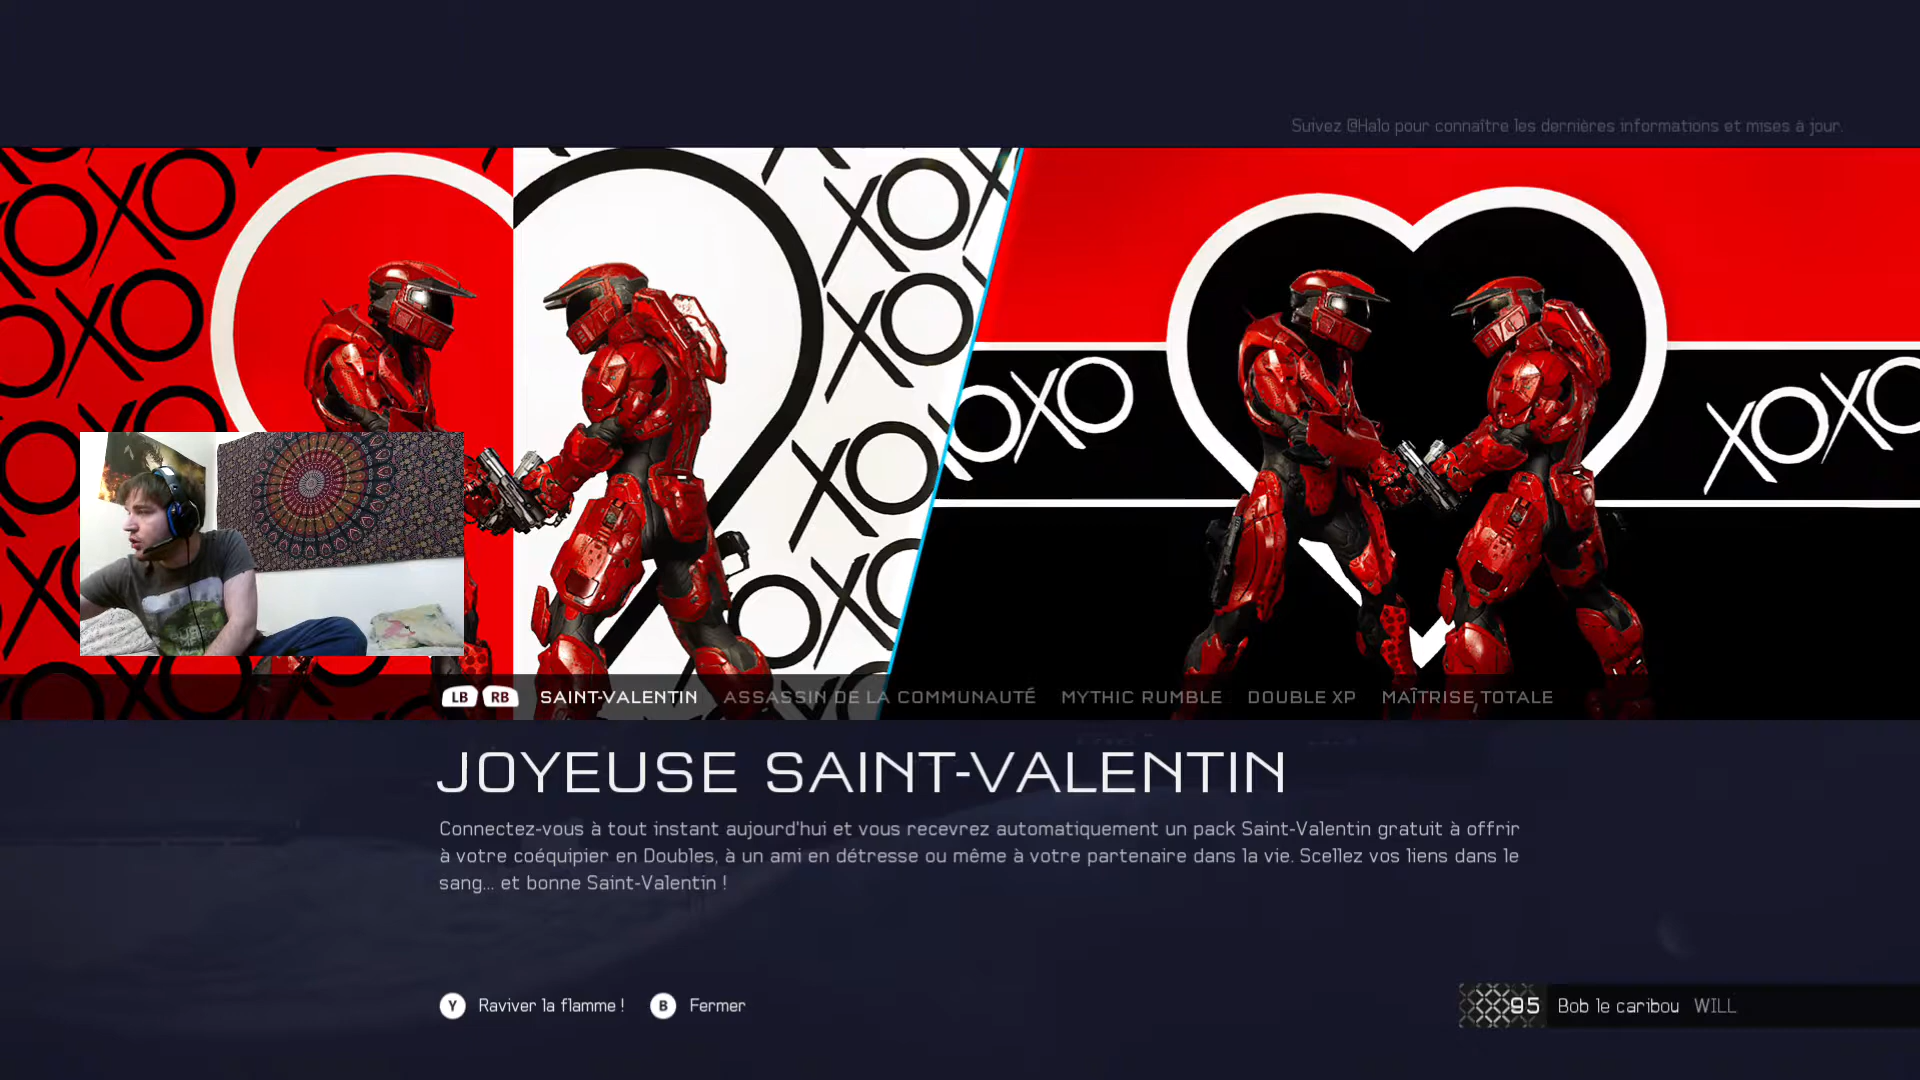 Suivez @Halo pour connaître les dernières informations et mises à jour.
XOXO
XOXO
XOXO
XOXO
LB RB SAINT-VALENTIN ASSASSIN DE LA COMMUNAUTÉ MYTHIC RUMBLE DOUBLE XP MAÎTRISE TOTALE
JOYEUSE SAINT-VALENTIN
Connectez-vous à tout instant aujourd'hui et vous recevrez automatiquement un pack Saint-Valentin gratuit à offrir
à votre coéquipier en Doubles, à un ami en détresse ou même à votre partenaire dans la vie. Scellez vos liens dans le
sang... et bonne Saint-Valentin !
Y Raviver la flamme ! B Fermer
95 Bob le caribou WILL